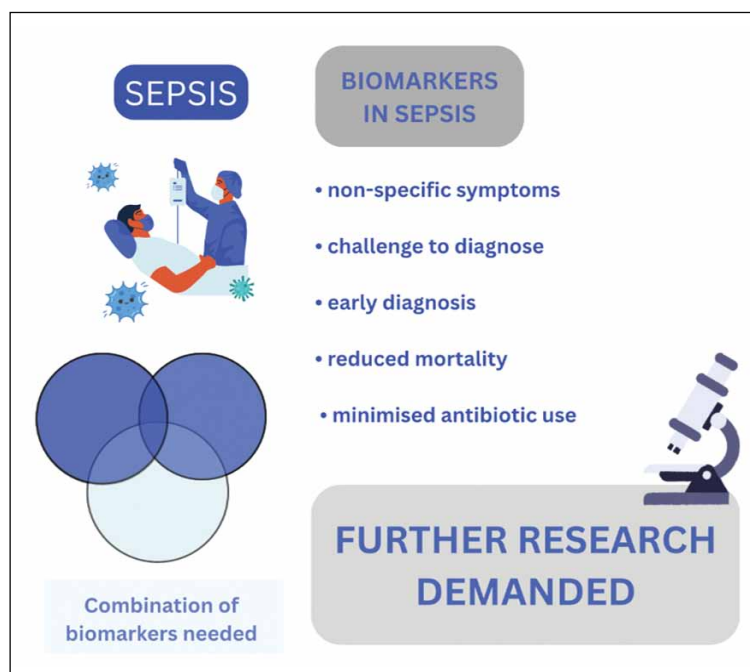 SEPSIS
BIOMARKERS
IN SEPSIS
• non-specific symptoms
• challenge to diagnose
• early diagnosis
• reduced mortality
• minimised antibiotic use
Combination of
biomarkers needed
FURTHER RESEARCH
DEMANDED